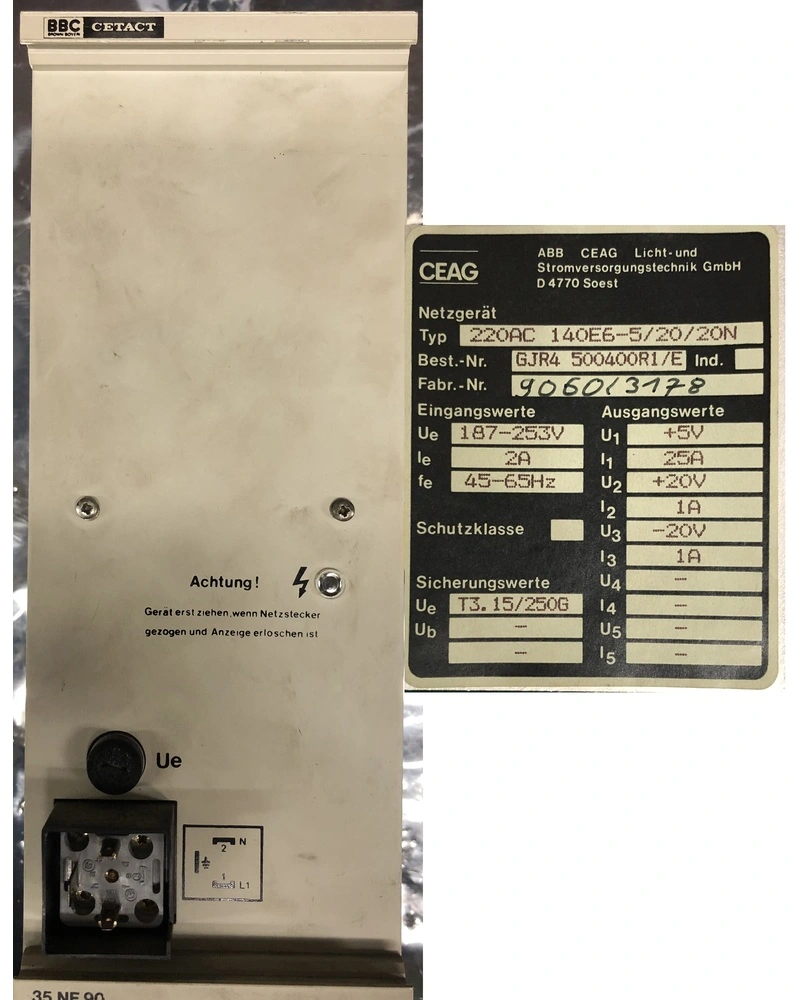 BBC
BROWN BOVERI
CETACT
Achtung!
Gerät erst ziehen, wenn Netzstecker
gezogen und Anzeige erloschen ist
Ue
N
2
1
L1
35 NE 90
CEAG
ABB CEAG Licht- und
Stromversorgungstechnik GmbH
D 4770 Soest
Netzgerät
Typ 220AC 140E6-5/20/20N
Best.-Nr. GJR4 500400R1/E Ind.
Fabr.-Nr. 9060/3178
Eingangswerte
Ue 187-253V
Ie 2A
fe 45-65Hz
Schutzklasse
Sicherungswerte
Ue T3.15/250G
Ub --
--
Ausgangswerte
U1 +5V
I1 25A
U2 +20V
I2 1A
U3 -20V
I3 1A
U4 --
I4 --
U5 --
I5 --